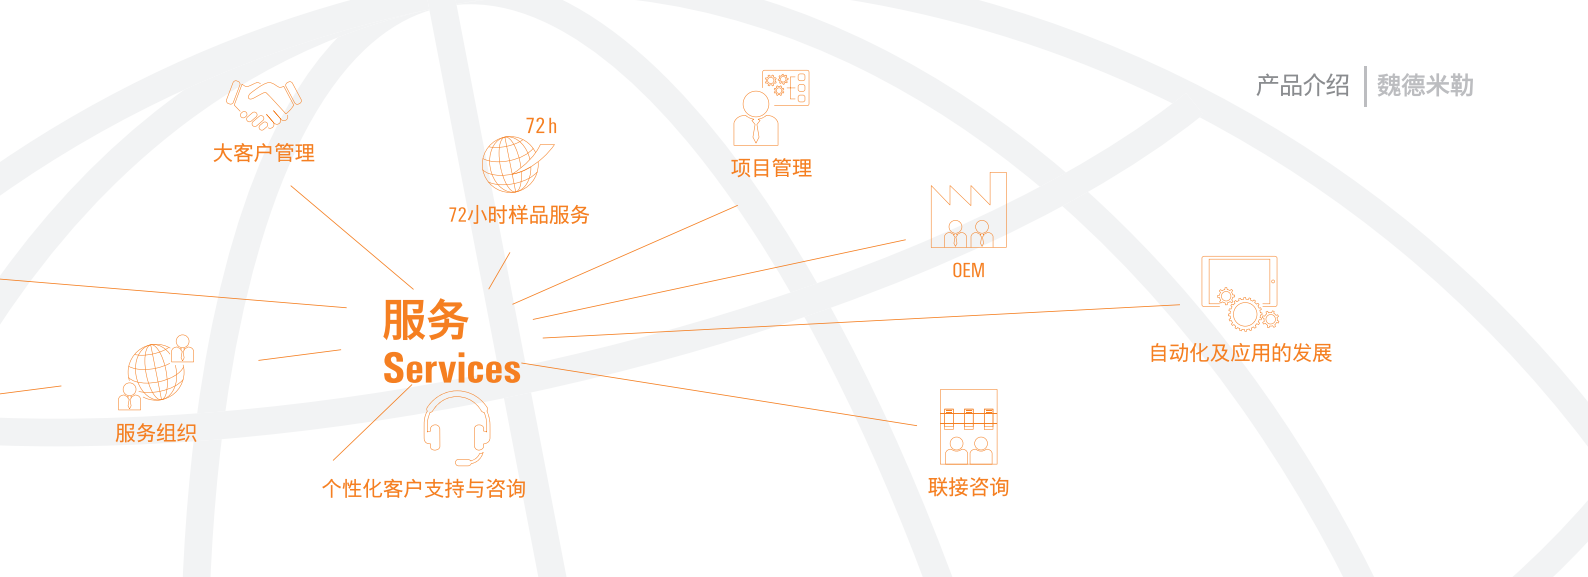 产品介绍 魏德米勒
72 h
大客户管理
项目管理
72小时样品服务
OEM
服务
Services
自动化及应用的发展
服务组织
个性化客户支持与咨询
联接咨询